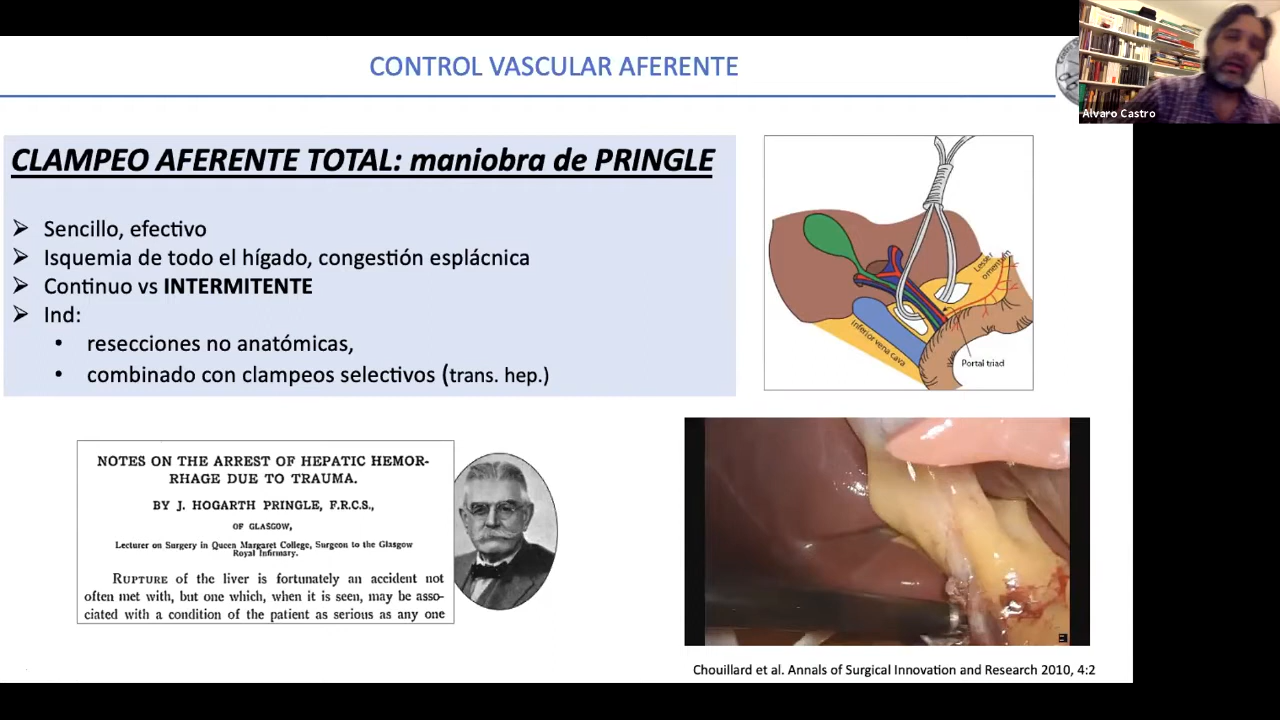 CONTROL VASCULAR AFERENTE
Alvaro Castro
CLAMPEO AFERENTE TOTAL: maniobra de PRINGLE
➢ Sencillo, efectivo
➢ Isquemia de todo el hígado, congestión esplácnica
➢ Continuo vs INTERMITENTE
➢ Ind:
• resecciones no anatómicas,
• combinado con clampeos selectivos (trans. hep.)
Lesser
omentum
Inferior vena cava
Portal triad
NOTES ON THE ARREST OF HEPATIC HEMOR-
RHAGE DUE TO TRAUMA.
BY J. HOGARTH PRINGLE, F.R.C.S.,
OF GLASGOW,
Lecturer on Surgery in Queen Margaret College, Surgeon to the Glasgow
Royal Infirmary.
RUPTURE of the liver is fortunately an accident not
often met with, but one which, when it is seen, may be asso-
ciated with a condition of the patient as serious as any one
Chouillard et al. Annals of Surgical Innovation and Research 2010, 4:2